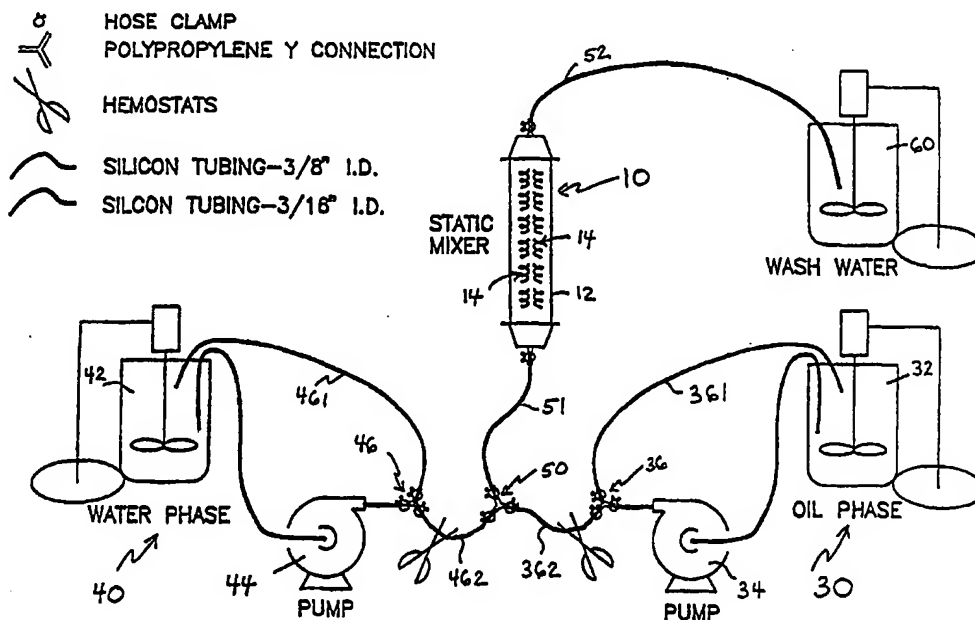 HOSE CLAMP
POLYPROPYLENE Y CONNECTION
HEMOSTATS
SILICON TUBING-3/8" I.D.
SILCON TUBING-3/16" I.D.
52
60
10
STATIC
MIXER
14
14
12
WASH WATER
42
461
51
361
32
46
50
36
WATER PHASE
OIL PHASE
40
44
462
362
34
30
PUMP
PUMP